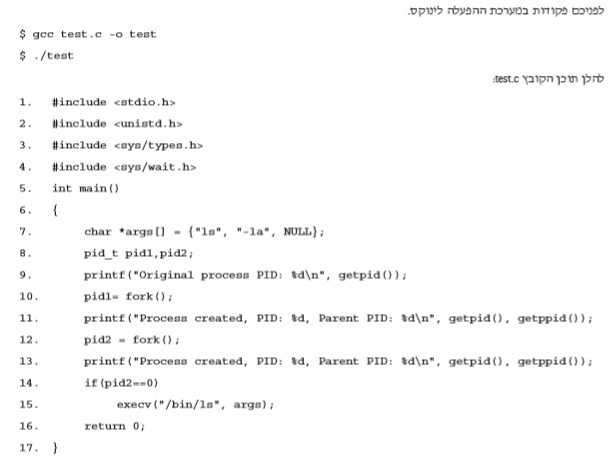 לפניכם פקודות במערכת ההפעלה לינוקס.
$ gcc test.c -o test
$ ./test
להלן תוכן הקובץ test.c:
1. #include <stdio.h>
2. #include <unistd.h>
3. #include <sys/types.h>
4. #include <sys/wait.h>
5. int main()
6. {
7. char *args[] = {"ls", "-la", NULL};
8. pid_t pid1,pid2;
9. printf("Original process PID: %d\n", getpid());
10. pid1= fork();
11. printf("Process created, PID: %d, Parent PID: %d\n", getpid(), getppid());
12. pid2 = fork();
13. printf("Process created, PID: %d, Parent PID: %d\n", getpid(), getppid());
14. if(pid2==0)
15. execv("/bin/ls", args);
16. return 0;
17. }